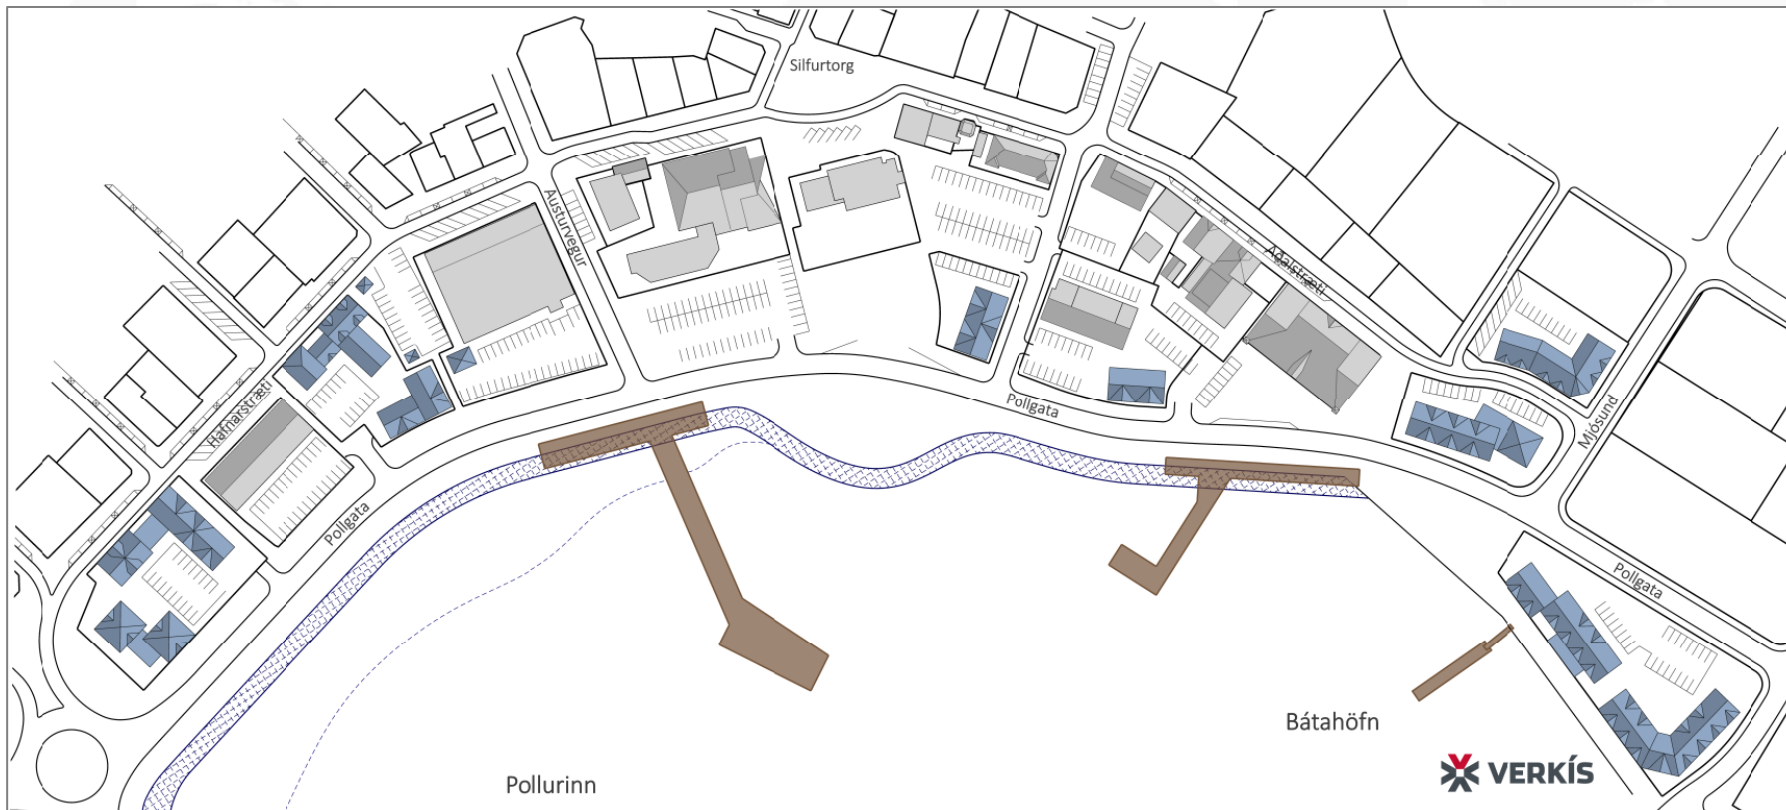 Silfurtorg
Austurvegur
Aðalstræti
Hafnarstræti
Pollgata
Mjósund
Pollgata
Pollgata
Bátahöfn
Pollurinn
VERKÍS